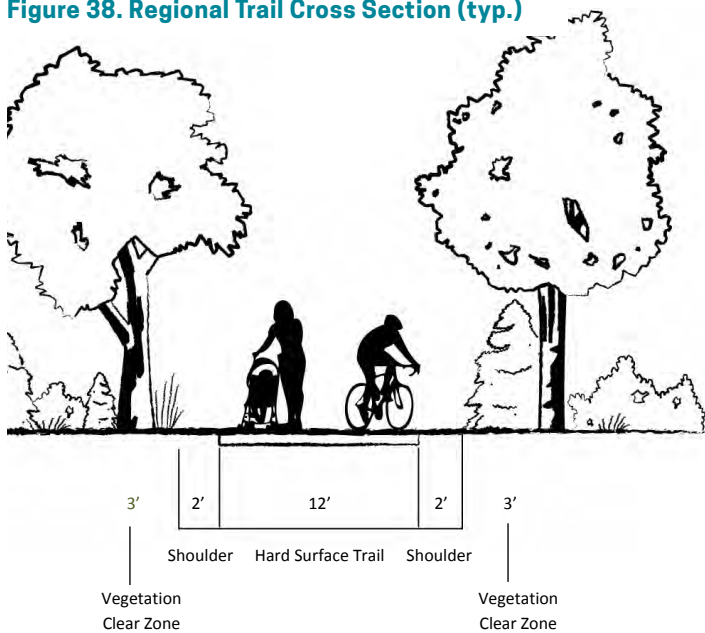 Figure 38. Regional Trail Cross Section (typ.)
3’ 2’ 12’ 2’ 3’
Shoulder Hard Surface Trail Shoulder
Vegetation Vegetation
Clear Zone Clear Zone